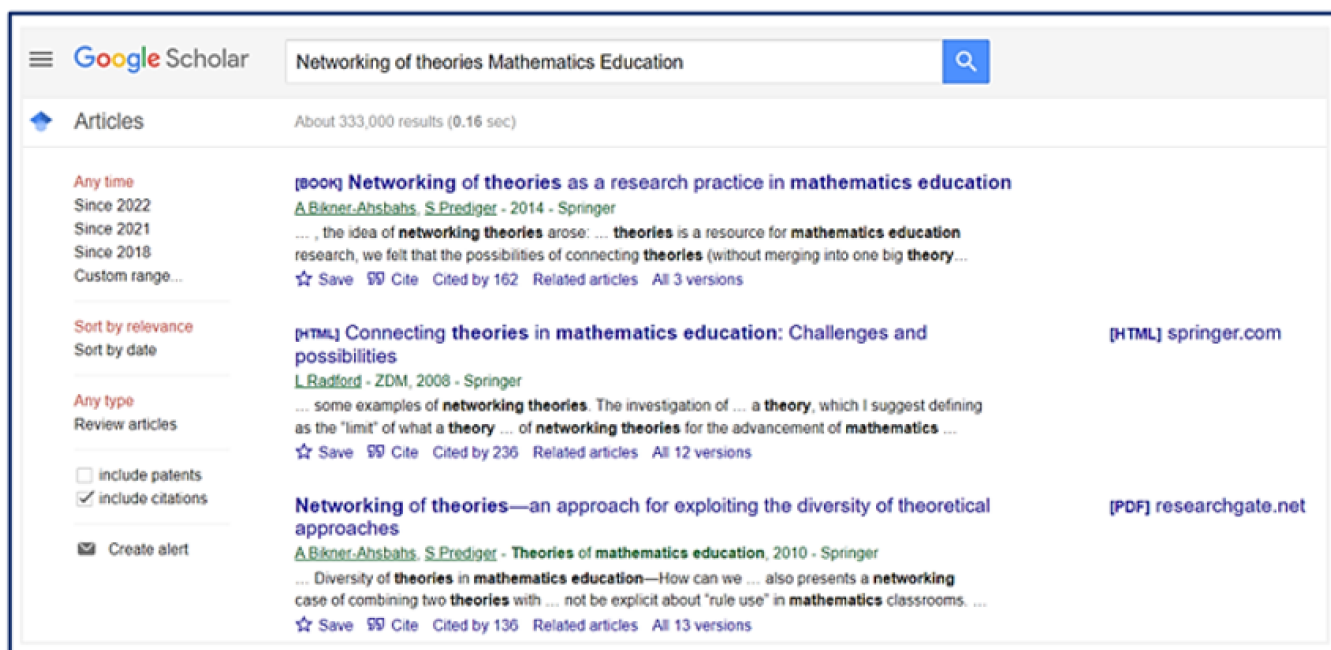 Google Scholar
Networking of theories Mathematics Education
Articles
About 333,000 results (0.16 sec)
Any time
Since 2022
Since 2021
Since 2018
Custom range...
Sort by relevance
Sort by date
Any type
Review articles
include patents
include citations
Create alert
[BOOK] Networking of theories as a research practice in mathematics education
A Bikner-Ahsbahs, S Prediger - 2014 - Springer
... , the idea of networking theories arose: ... theories is a resource for mathematics education
research, we felt that the possibilities of connecting theories (without merging into one big theory...
Save Cite Cited by 162 Related articles All 3 versions
[HTML] Connecting theories in mathematics education: Challenges and
possibilities
L Radford - ZDM, 2008 - Springer
... some examples of networking theories. The investigation of ... a theory, which I suggest defining
as the "limit" of what a theory ... of networking theories for the advancement of mathematics ...
Save Cite Cited by 236 Related articles All 12 versions
[HTML] springer.com
Networking of theories—an approach for exploiting the diversity of theoretical
approaches
A Bikner-Ahsbahs, S Prediger - Theories of mathematics education, 2010 - Springer
... Diversity of theories in mathematics education—How can we ... also presents a networking
case of combining two theories with ... not be explicit about "rule use" in mathematics classrooms. ...
Save Cite Cited by 136 Related articles All 13 versions
[PDF] researchgate.net